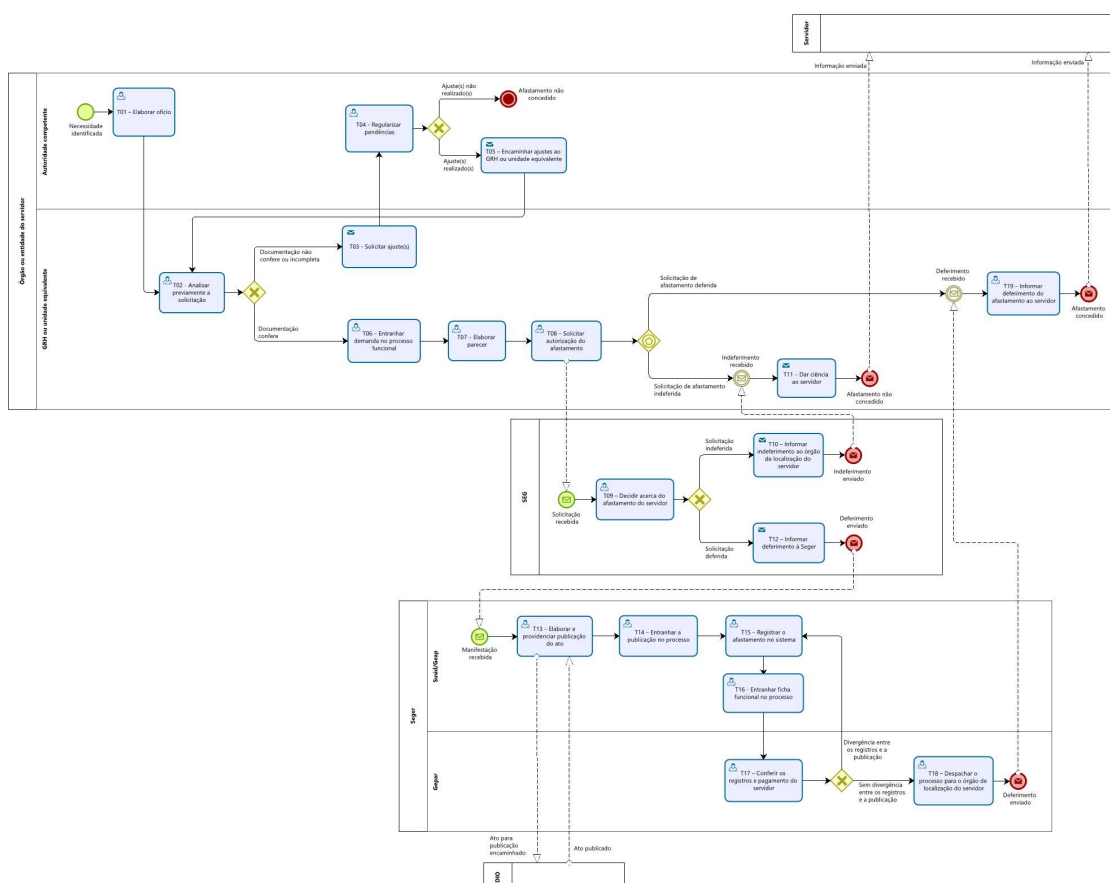 Servidor
Informação enviada
Informação enviada
Órgão ou entidade do servidor
Autoridade competente
Necessidade
identificada
T01 – Elaborar ofício
T04 - Regularizar
pendências
Ajuste(s) não
realizado(s)
Afastamento não
concedido
Ajuste(s)
realizado(s)
T05 – Encaminhar ajustes ao
GRH ou unidade equivalente
GRH ou unidade equivalente
T02 - Analisar
previamente a
solicitação
Documentação não
confere ou incompleta
T03 - Solicitar ajuste(s)
Documentação
confere
T06 – Entranhar
demanda no processo
funcional
T07 – Elaborar
parecer
T08 – Solicitar
autorização do
afastamento
Solicitação de
afastamento deferida
Solicitação de afastamento
indeferida
Indeferimento
recebido
T11 – Dar ciência
ao servidor
Afastamento não
concedido
Deferimento
recebido
T19 – Informar
deferimento do
afastamento ao servidor
Afastamento
concedido
SEG
Solicitação
recebida
T09 – Decidir acerca do
afastamento do servidor
Solicitação
indeferida
T10 – Informar
indeferimento ao órgão
de localização do
servidor
Indeferimento
enviado
Solicitação
deferida
T12 – Informar
deferimento à Seger
Deferimento
enviado
Seger
Manifestação
recebida
T13 – Elaborar e
providenciar publicação
do ato
T14 – Entranhar a
publicação no processo
T15 – Registrar o
afastamento no sistema
T16 - Entranhar ficha
funcional no processo
Gepar
T17 – Conferir os
registros e pagamento do
servidor
Divergência entre
os registros e a
publicação
Sem divergência
entre os registros
e a publicação
T18 – Despachar o
processo para o órgão de
localização do servidor
Deferimento
enviado
Ato para
publicação
encaminhado
Ato publicado
DIO